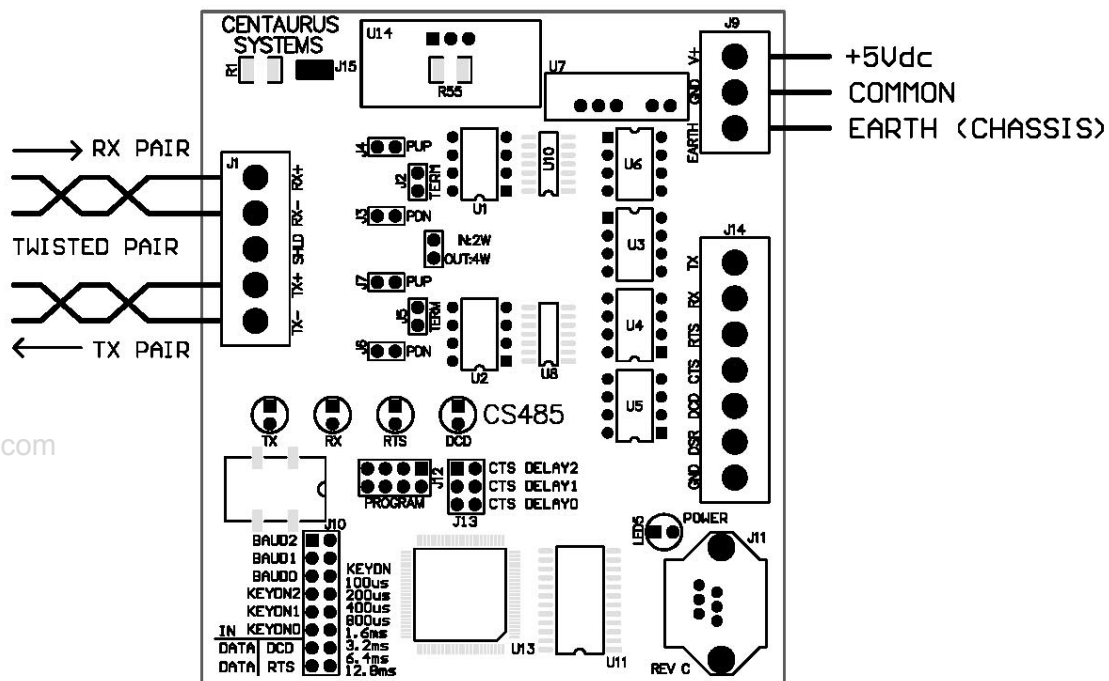 CENTAURUS
SYSTEMS
R1
J15
U14
R55
U7
J9
V+
GND
EARTH
+5Vdc
COMMON
EARTH (CHASSIS)
RX PAIR
TWISTED PAIR
TX PAIR
J1
RX+
RX-
SHLD
TX+
TX-
J4
PUP
J2
TERM
J3
PDN
IN:2W
OUT:4W
J7
PUP
J5
TERM
J6
PDN
U1
U10
U6
U3
U2
U8
U4
U5
J14
TX
RX
RTS
CTS
DCD
DSR
GND
TX
RX
RTS
DCD
CS485
com
J12
PROGRAM
CTS DELAY2
CTS DELAY1
CTS DELAY0
J13
J10
BAUD2
BAUD1
BAUD0
KEYON2
KEYON1
IN KEYON0
DATA DCD
DATA RTS
KEYON
100us
200us
400us
800us
1.6ms
3.2ms
6.4ms
12.8ms
U13
U11
LED5
POWER
J11
REV C